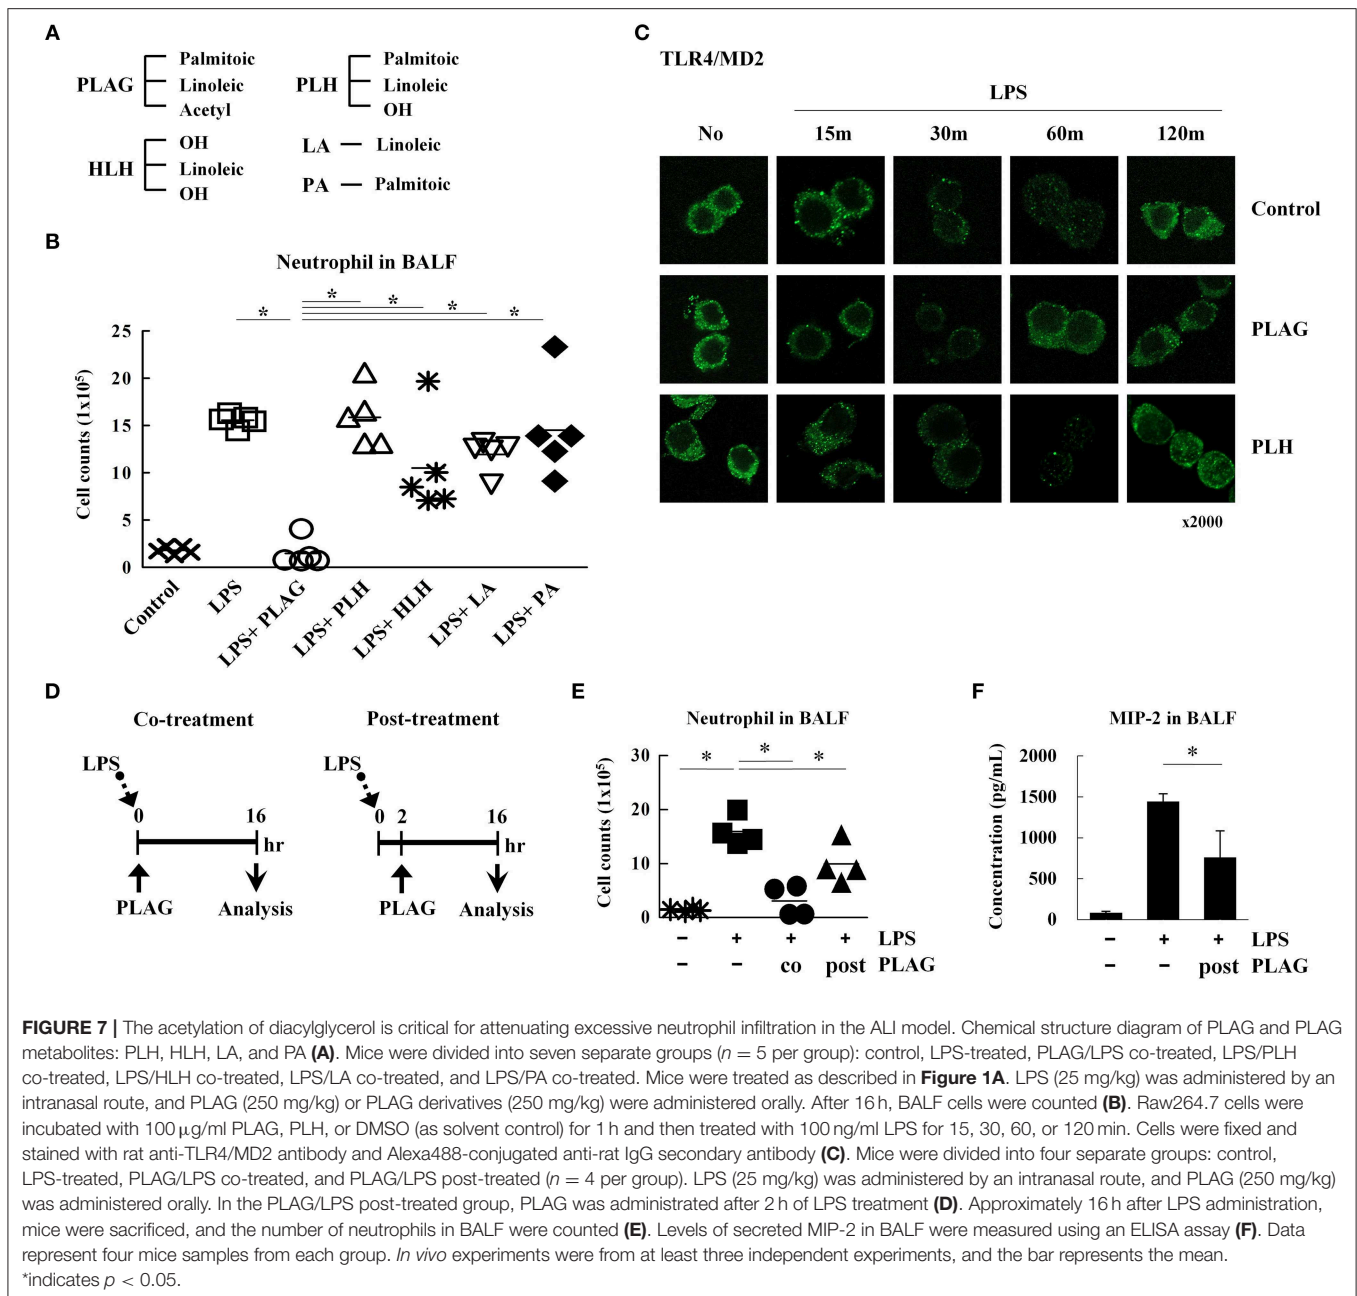 A
PLAG
Palmitoic
Linoleic
Acetyl
PLH
Palmitoic
Linoleic
OH
HLH
OH
Linoleic
OH
LA — Linoleic
PA — Palmitoic
B
Neutrophil in BALF
*
*
*
*
*
Cell counts (1x10⁵)
25
20
15
10
5
0
Control
LPS
LPS+ PLAG
LPS+ PLH
LPS+ HLH
LPS+ LA
LPS+ PA
C
TLR4/MD2
LPS
No 15m 30m 60m 120m
Control
PLAG
PLH
x2000
D
Co-treatment
LPS
0 16
hr
PLAG Analysis
Post-treatment
LPS
0 2 16
hr
PLAG Analysis
E
Neutrophil in BALF
* * *
Cell counts (1x10⁵)
30
20
10
0
− + + + LPS
− − co post PLAG
F
MIP-2 in BALF
*
Concentration (pg/mL)
2000
1500
1000
500
0
− + + LPS
− − post PLAG
FIGURE 7 | The acetylation of diacylglycerol is critical for attenuating excessive neutrophil infiltration in the ALI model. Chemical structure diagram of PLAG and PLAG
metabolites: PLH, HLH, LA, and PA (A). Mice were divided into seven separate groups (n = 5 per group): control, LPS-treated, PLAG/LPS co-treated, LPS/PLH
co-treated, LPS/HLH co-treated, LPS/LA co-treated, and LPS/PA co-treated. Mice were treated as described in Figure 1A. LPS (25 mg/kg) was administered by an
intranasal route, and PLAG (250 mg/kg) or PLAG derivatives (250 mg/kg) were administered orally. After 16 h, BALF cells were counted (B). Raw264.7 cells were
incubated with 100 μg/ml PLAG, PLH, or DMSO (as solvent control) for 1 h and then treated with 100 ng/ml LPS for 15, 30, 60, or 120 min. Cells were fixed and
stained with rat anti-TLR4/MD2 antibody and Alexa488-conjugated anti-rat IgG secondary antibody (C). Mice were divided into four separate groups: control,
LPS-treated, PLAG/LPS co-treated, and PLAG/LPS post-treated (n = 4 per group). LPS (25 mg/kg) was administered by an intranasal route, and PLAG (250 mg/kg)
was administered orally. In the PLAG/LPS post-treated group, PLAG was administrated after 2 h of LPS treatment (D). Approximately 16 h after LPS administration,
mice were sacrificed, and the number of neutrophils in BALF were counted (E). Levels of secreted MIP-2 in BALF were measured using an ELISA assay (F). Data
represent four mice samples from each group. In vivo experiments were from at least three independent experiments, and the bar represents the mean.
*indicates p < 0.05.